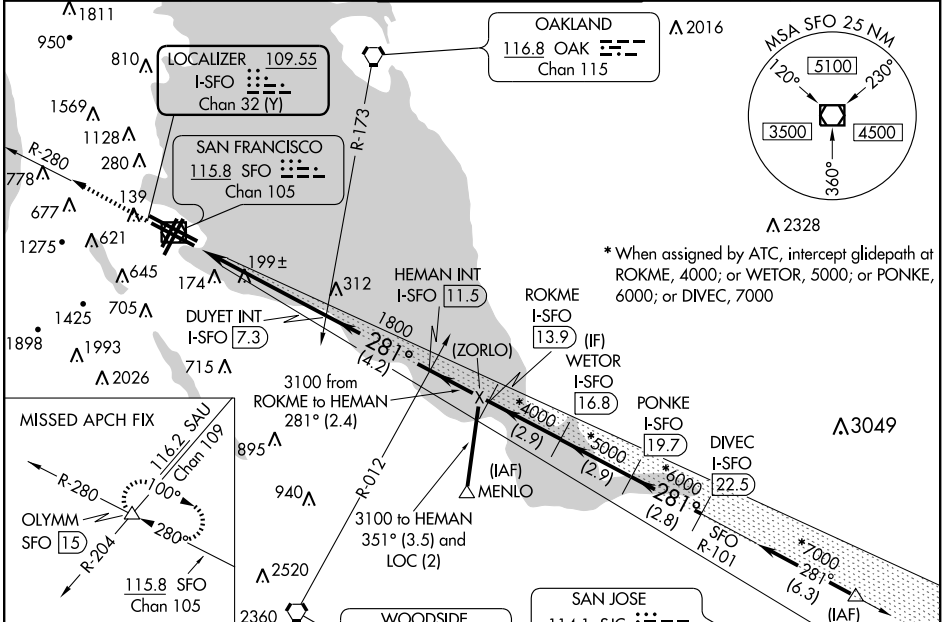 1811
950
810
LOCALIZER 109.55
I-SFO
Chan 32 (Y)
OAKLAND
116.8 OAK
Chan 115
2016
MSA SFO 25 NM
120°
5100
230°
3500
4500
360°
1569
1128
280
R-280
778
139
677
621
1275
645
SAN FRANCISCO
115.8 SFO
Chan 105
R-173
2328
* When assigned by ATC, intercept glidepath at
ROKME, 4000; or WETOR, 5000; or PONKE,
6000; or DIVEC, 7000
174
199±
312
HEMAN INT
I-SFO 11.5
ROKME
I-SFO
13.9 (IF)
WETOR
I-SFO
16.8
705
1425
1898
1993
2026
715
DUYET INT
I-SFO 7.3
1800
281°
(4.2)
(ZORLO)
X
3100 from
ROKME to HEMAN
281° (2.4)
*4000
(2.9)
*5000
(2.9)
PONKE
I-SFO
19.7
DIVEC
I-SFO
22.5
*6000
281°
(2.8)
3049
895
940
2520
2360
R-012
(IAF)
MENLO
3100 to HEMAN
351° (3.5) and
LOC (2)
SFO
R-101
*7000
281°
(6.3)
(IAF)
MISSED APCH FIX
116.2 SAU
Chan 109
R-280
100°
OLYMM
SFO 15
280°
R-204
115.8 SFO
Chan 105
WOODSIDE
SAN JOSE
114.1 SJC